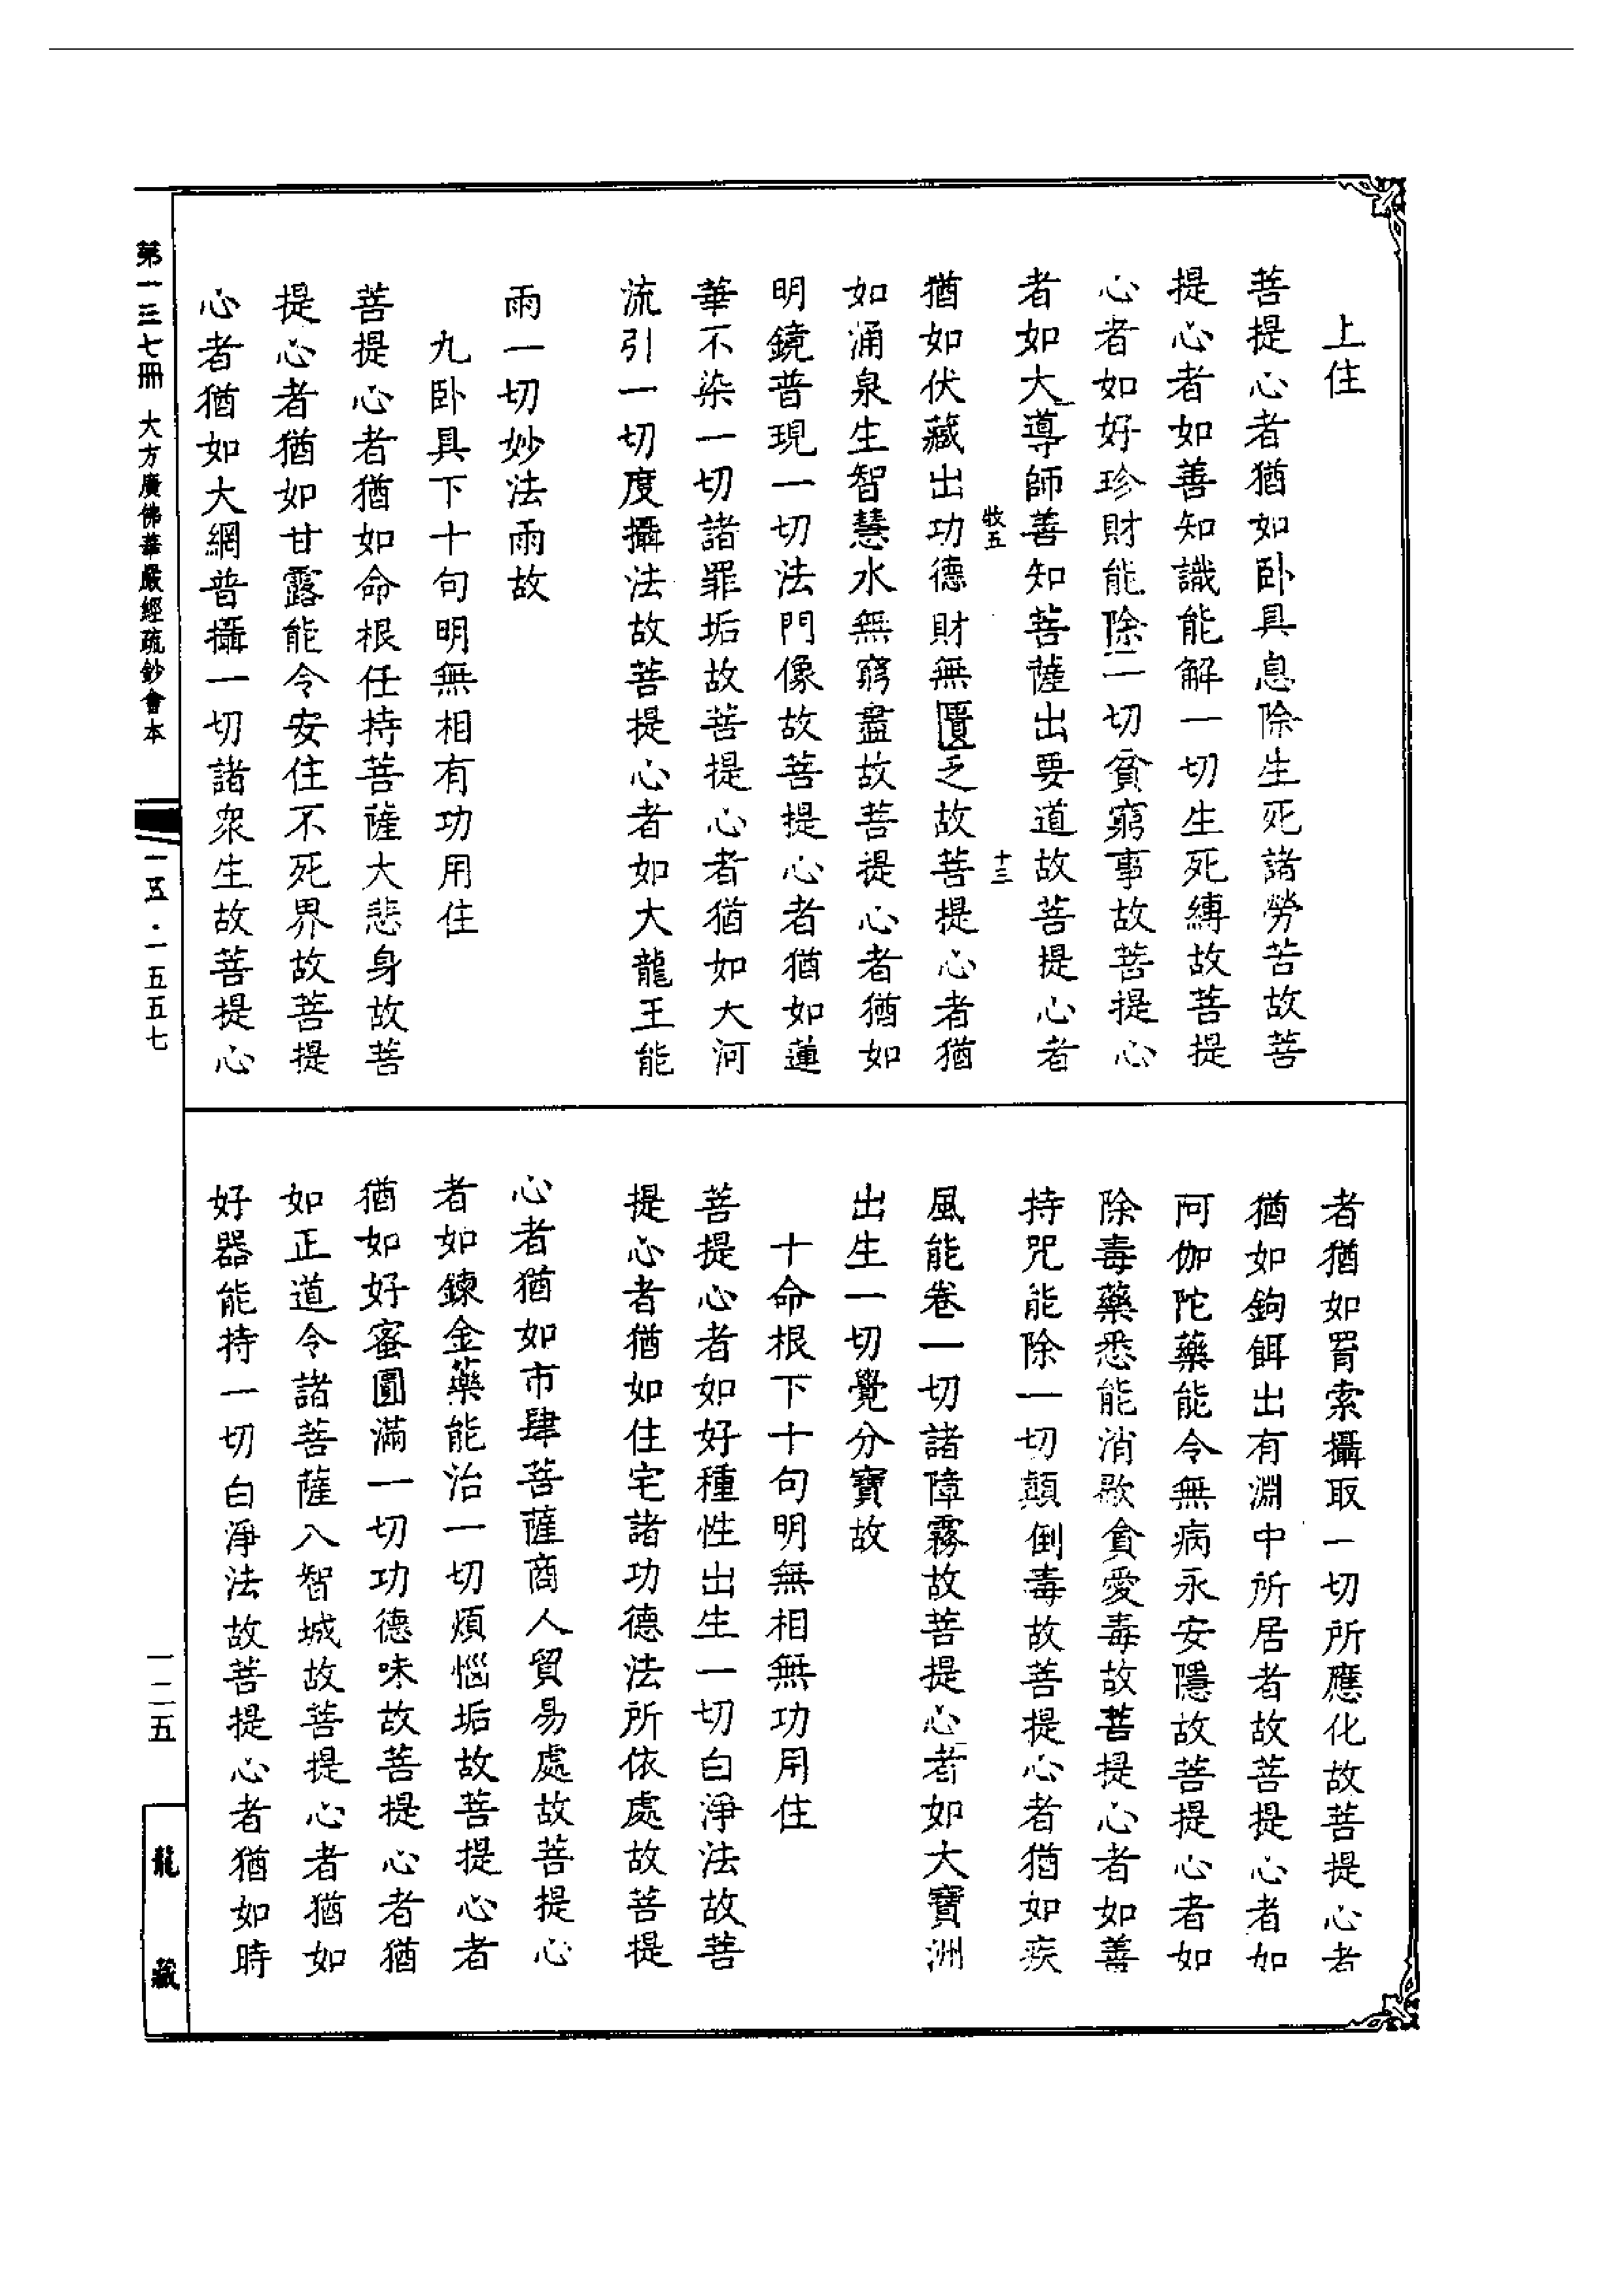 上住
菩提心者猶如卧具息除生死諸勞苦故菩
提心者如善知識能解一切生死縛故菩提
心者如好珍財能除一切貧窮事故菩提心
者如大導師善知菩薩出要道故菩提心者
牧五
十三
猶如伏藏出功德財無匱乏故菩提心者猶
如涌泉生智慧水無窮盡故菩提心者猶如
明鏡普現一切法門像故菩提心者猶如蓮
華不染一切諸罪垢故菩提心者猶如大河
流引一切度攝法故菩提心者如大龍王能
雨一切妙法雨故
九卧具下十句明無相有功用住
菩提心者猶如命根任持菩薩大悲身故菩
提心者猶如甘露能令安住不死界故菩提
心者猶如大網普攝一切諸衆生故菩提心
者猶如罥索攝取一切所應化故菩提心者
猶如鉤餌出有淵中所居者故菩提心者如
阿伽陀藥能令無病永安隱故菩提心者如
除毒藥悉能消歇貪愛毒故菩提心者如善
持咒能除一切顛倒毒故菩提心者猶如疾
風能卷一切諸障霧故菩提心者如大寶洲
出生一切覺分寶故
十命根下十句明無相無功用住
菩提心者如好種性出生一切白淨法故菩
提心者猶如住宅諸功德法所依處故菩提
心者猶如市肆菩薩商人貿易處故菩提心
者如鍊金藥能治一切煩惱垢故菩提心者
猶如好蜜圓滿一切功德味故菩提心者猶
如正道令諸菩薩入智城故菩提心者猶如
好器能持一切白淨法故菩提心者猶如時
第一三七冊 大方廣佛華嚴經疏鈔會本
一五·一五五七
一二五
龍藏